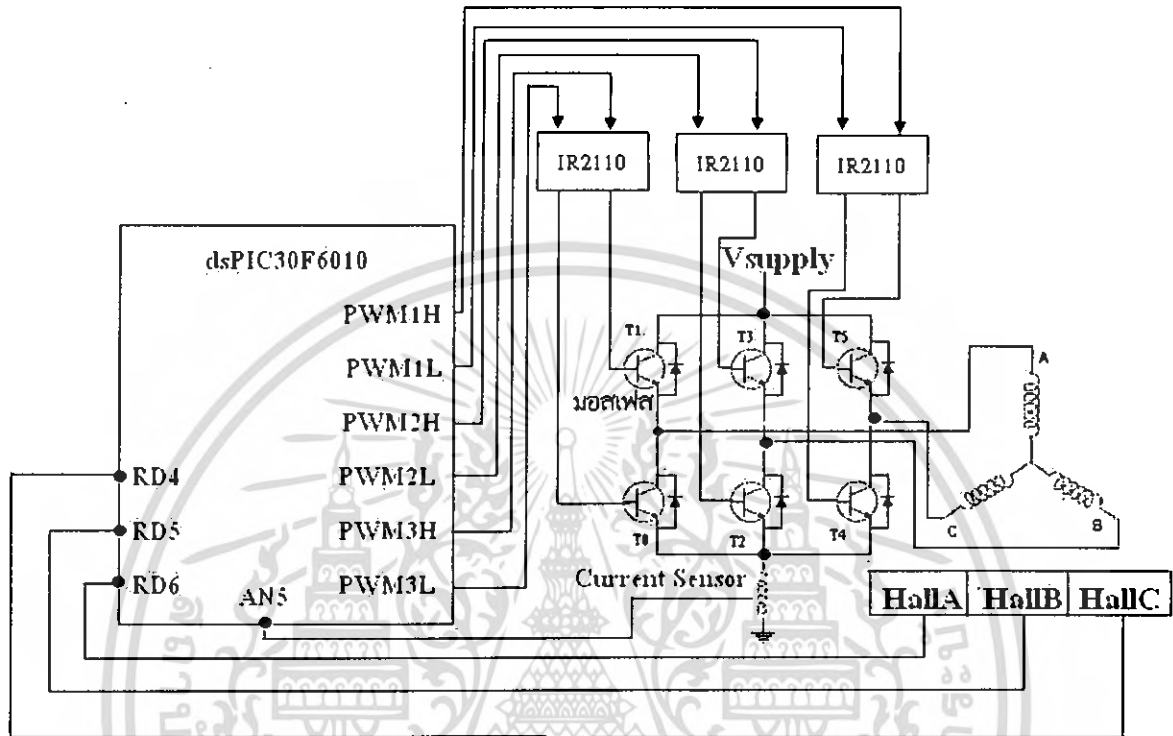 IR2110
IR2110
IR2110
dsPIC30F6010
Vsupply
PWM1H
T1
T3
T5
PWM1L
A
มอสเฟส
PWM2H
RD4
PWM2L
RD5
PWM3H
T0
T2
T4
C
B
RD6
AN5
PWM3L
Current Sensor
HallA
HallB
HallC